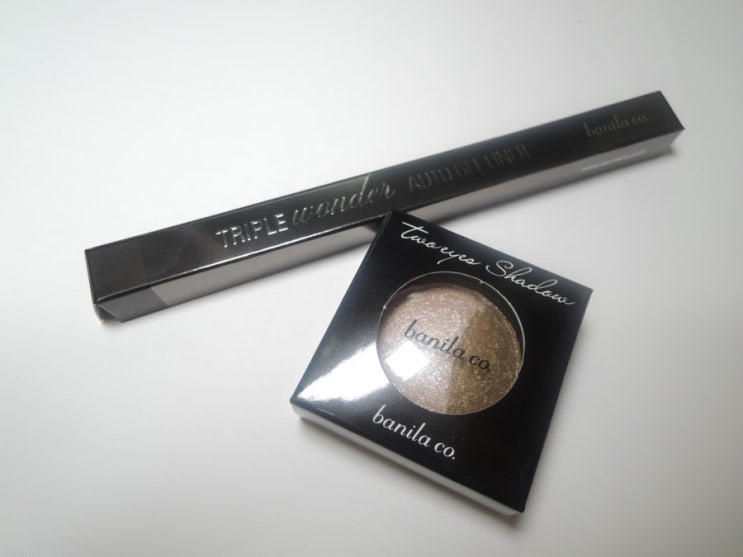 TRIPLE wonder AUTO GEL LINER
banila co.
two eyes Shadow
banila co.
banila co.